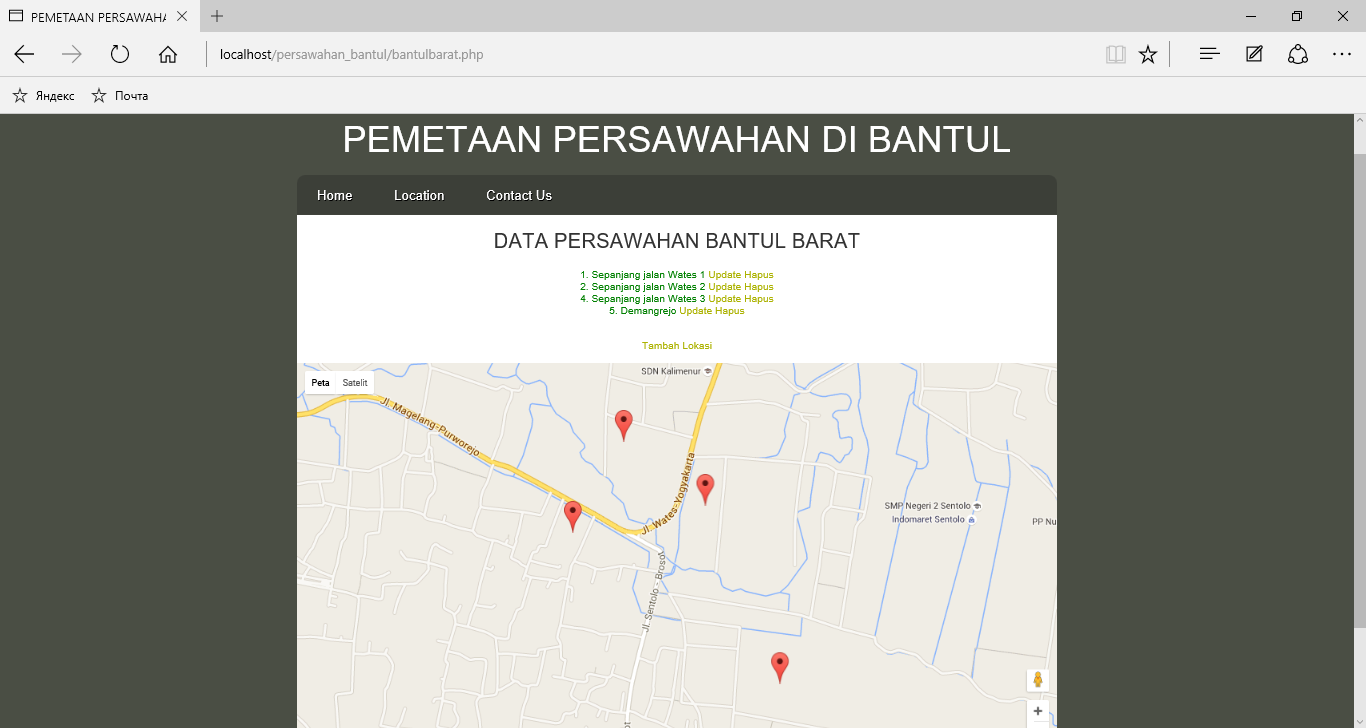 PEMETAAN PERSAWAHA
localhost/persawahan_bantul/bantulbarat.php
Яндекс
Почта
PEMETAAN PERSAWAHAN DI BANTUL
Home
Location
Contact Us
DATA PERSAWAHAN BANTUL BARAT
1. Sepanjang jalan Wates 1 Update Hapus
2. Sepanjang jalan Wates 2 Update Hapus
4. Sepanjang jalan Wates 3 Update Hapus
5. Demangrejo Update Hapus
Tambah Lokasi
SDN Kalimenur
Peta
Satelit
Jl. Magelang-Purworejo
Jl. Wates-Yogyakarta
SMP Negeri 2 Sentolo
Indomaret Sentolo
PP Nu
Jl. Sentolo - Brosot
ot
+